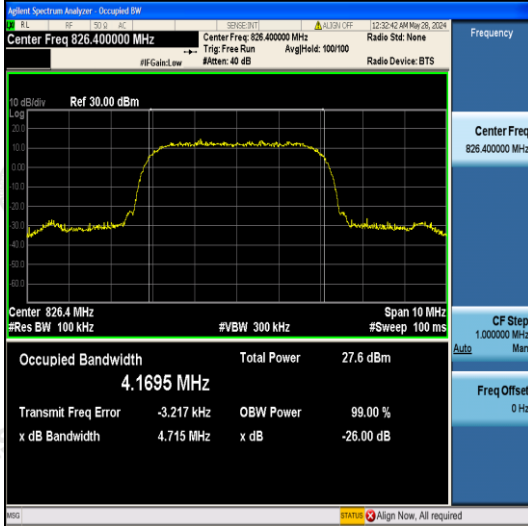 Agilent Spectrum Analyzer - Occupied BW
RL RF 50 Ω AC SENSE:INT ALIGN OFF 12:32:42 AM May 28, 2024
Center Freq 826.400000 MHz
Center Freq: 826.400000 MHz
Radio Std: None
Trig: Free Run Avg|Hold: 100/100
#IFGain:Low #Atten: 40 dB Radio Device: BTS
10 dB/div Ref 30.00 dBm
Log
20.0
10.0
0.00
-10.0
-20.0
-30.0
-40.0
-50.0
-60.0
Center 826.4 MHz Span 10 MHz
#Res BW 100 kHz #VBW 300 kHz #Sweep 100 ms
Occupied Bandwidth Total Power 27.6 dBm
4.1695 MHz
Transmit Freq Error -3.217 kHz OBW Power 99.00 %
x dB Bandwidth 4.715 MHz x dB -26.00 dB
MSG STATUS Align Now, All required
Frequency
Center Freq
826.400000 MHz
CF Step
1.000000 MHz
Auto Man
Freq Offset
0 Hz